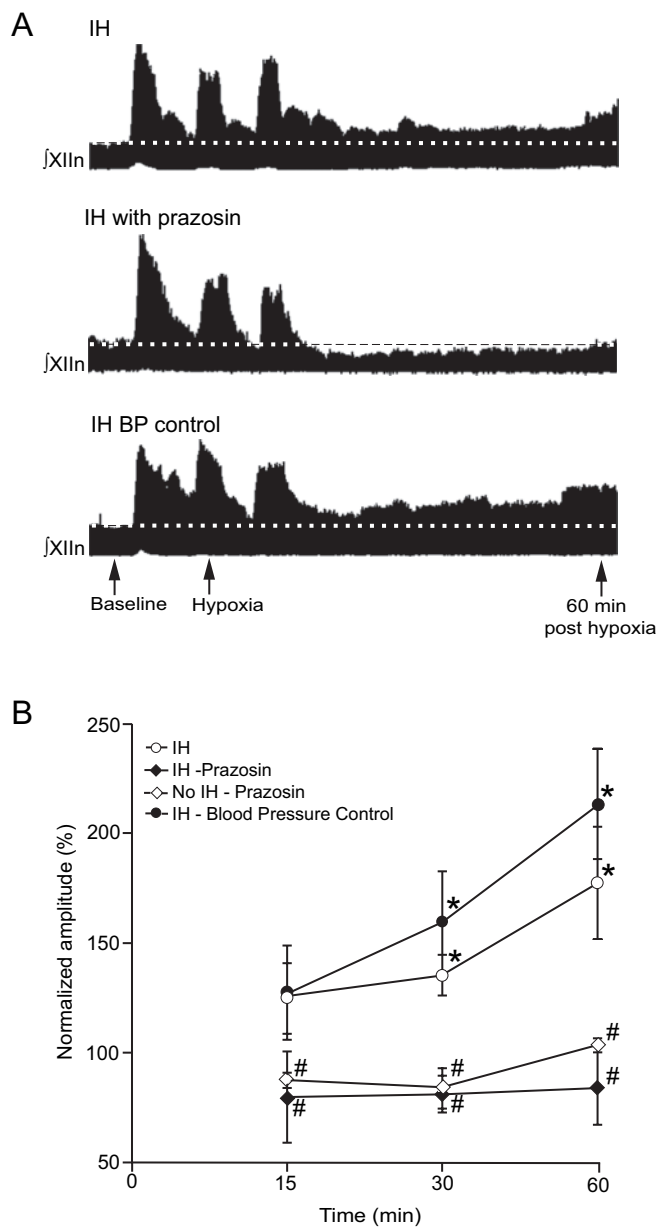 A
IH
∫XIIn
IH with prazosin
∫XIIn
IH BP control
∫XIIn
Baseline
Hypoxia
60 min
post hypoxia
B
250
200
150
100
50
Normalized amplitude (%)
IH
IH -Prazosin
No IH - Prazosin
IH - Blood Pressure Control
*
*
*
*
#
#
#
#
#
#
0
15
30
60
Time (min)